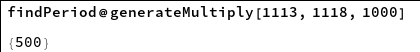 findPeriod@generateMultiply[1113, 1118, 1000]
{500}